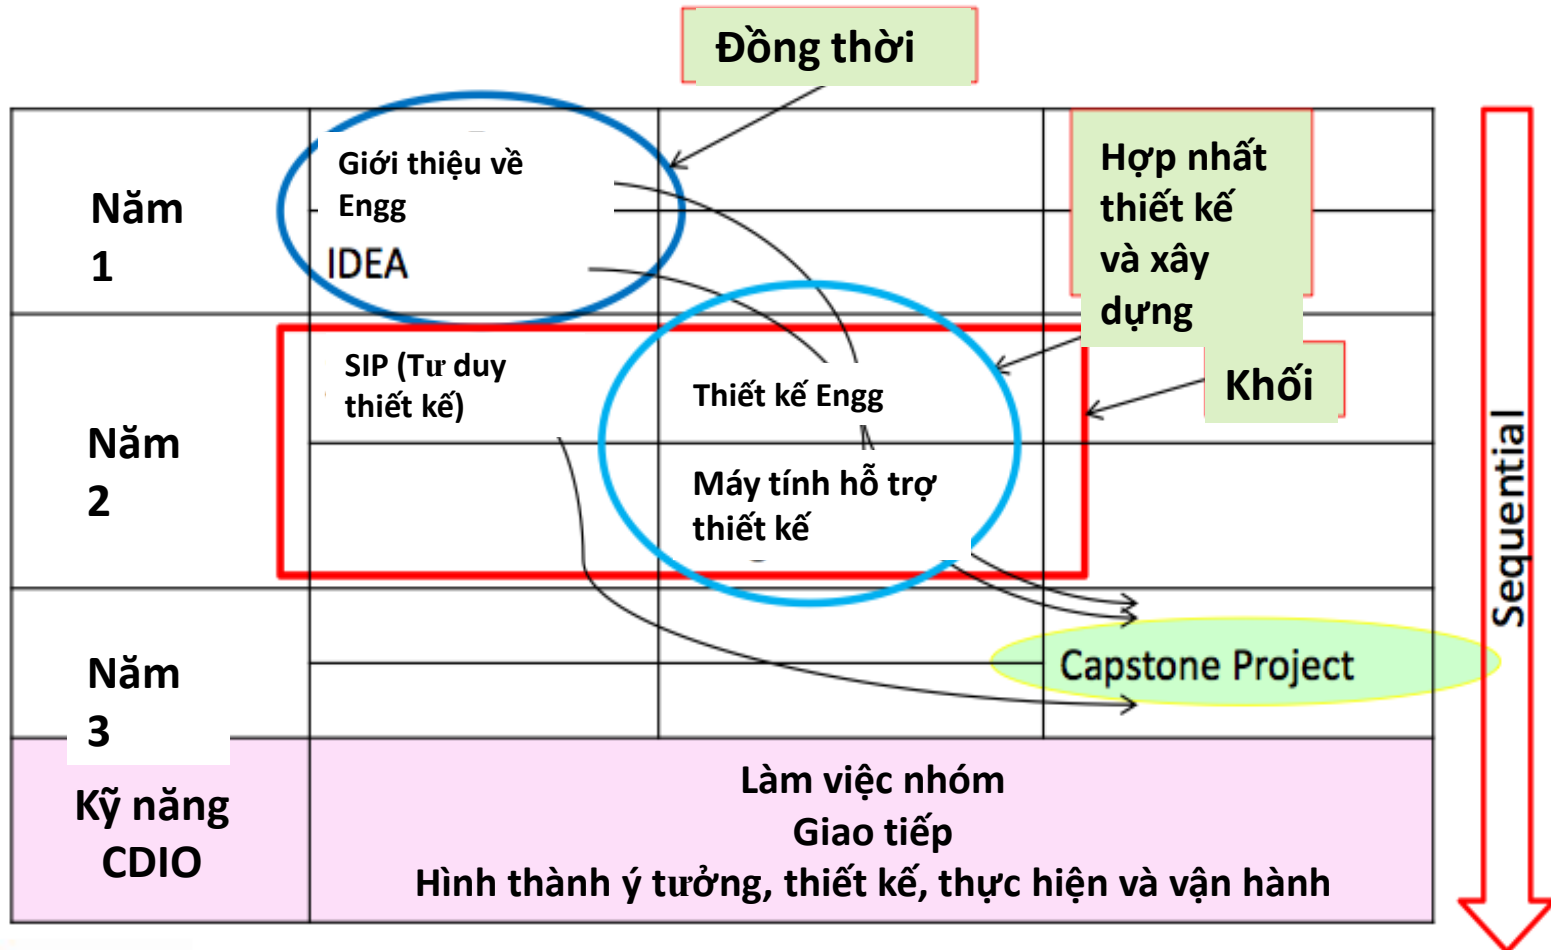 Đồng thời
Giới thiệu về
Engg
IDEA
Hợp nhất
thiết kế
và xây
dựng
Năm
1
SIP (Tư duy
thiết kế)
Thiết kế Engg
Khối
Năm
2
Máy tính hỗ trợ
thiết kế
Sequential
Năm
3
Capstone Project
Kỹ năng
CDIO
Làm việc nhóm
Giao tiếp
Hình thành ý tưởng, thiết kế, thực hiện và vận hành